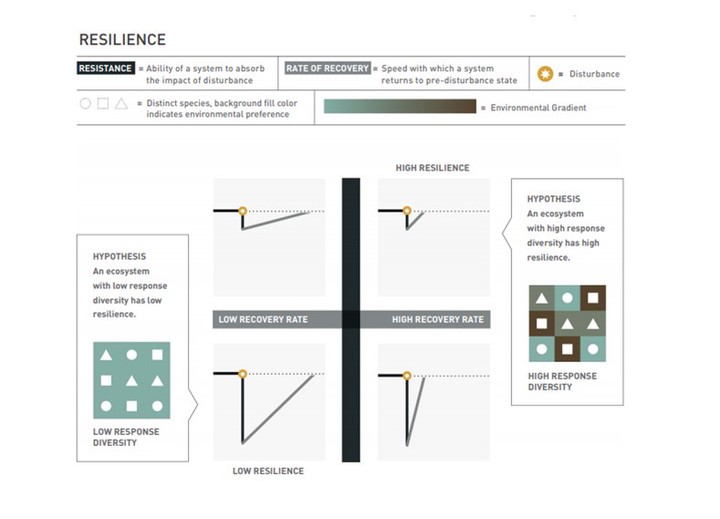 RESILIENCE
RESISTANCE = Ability of a system to absorb
the impact of disturbance
RATE OF RECOVERY = Speed with which a system
returns to pre-disturbance state
= Disturbance
= Distinct species, background fill color
indicates environmental preference
= Environmental Gradient
HIGH RESILIENCE
HYPOTHESIS
An ecosystem
with high response
diversity has high
resilience.
HIGH RESPONSE
DIVERSITY
HYPOTHESIS
An ecosystem
with low response
diversity has low
resilience.
LOW RESPONSE
DIVERSITY
LOW RECOVERY RATE
HIGH RECOVERY RATE
LOW RESILIENCE